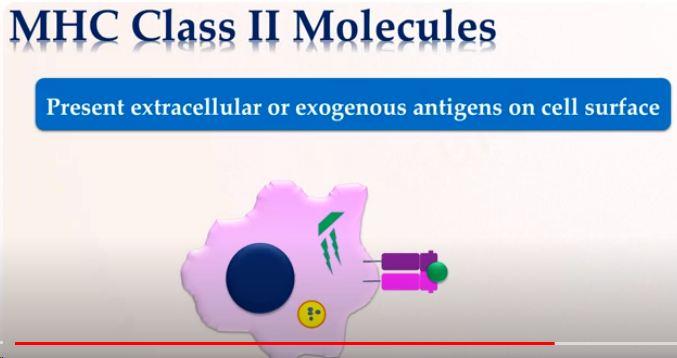 MHC Class II Molecules
Present extracellular or exogenous antigens on cell surface